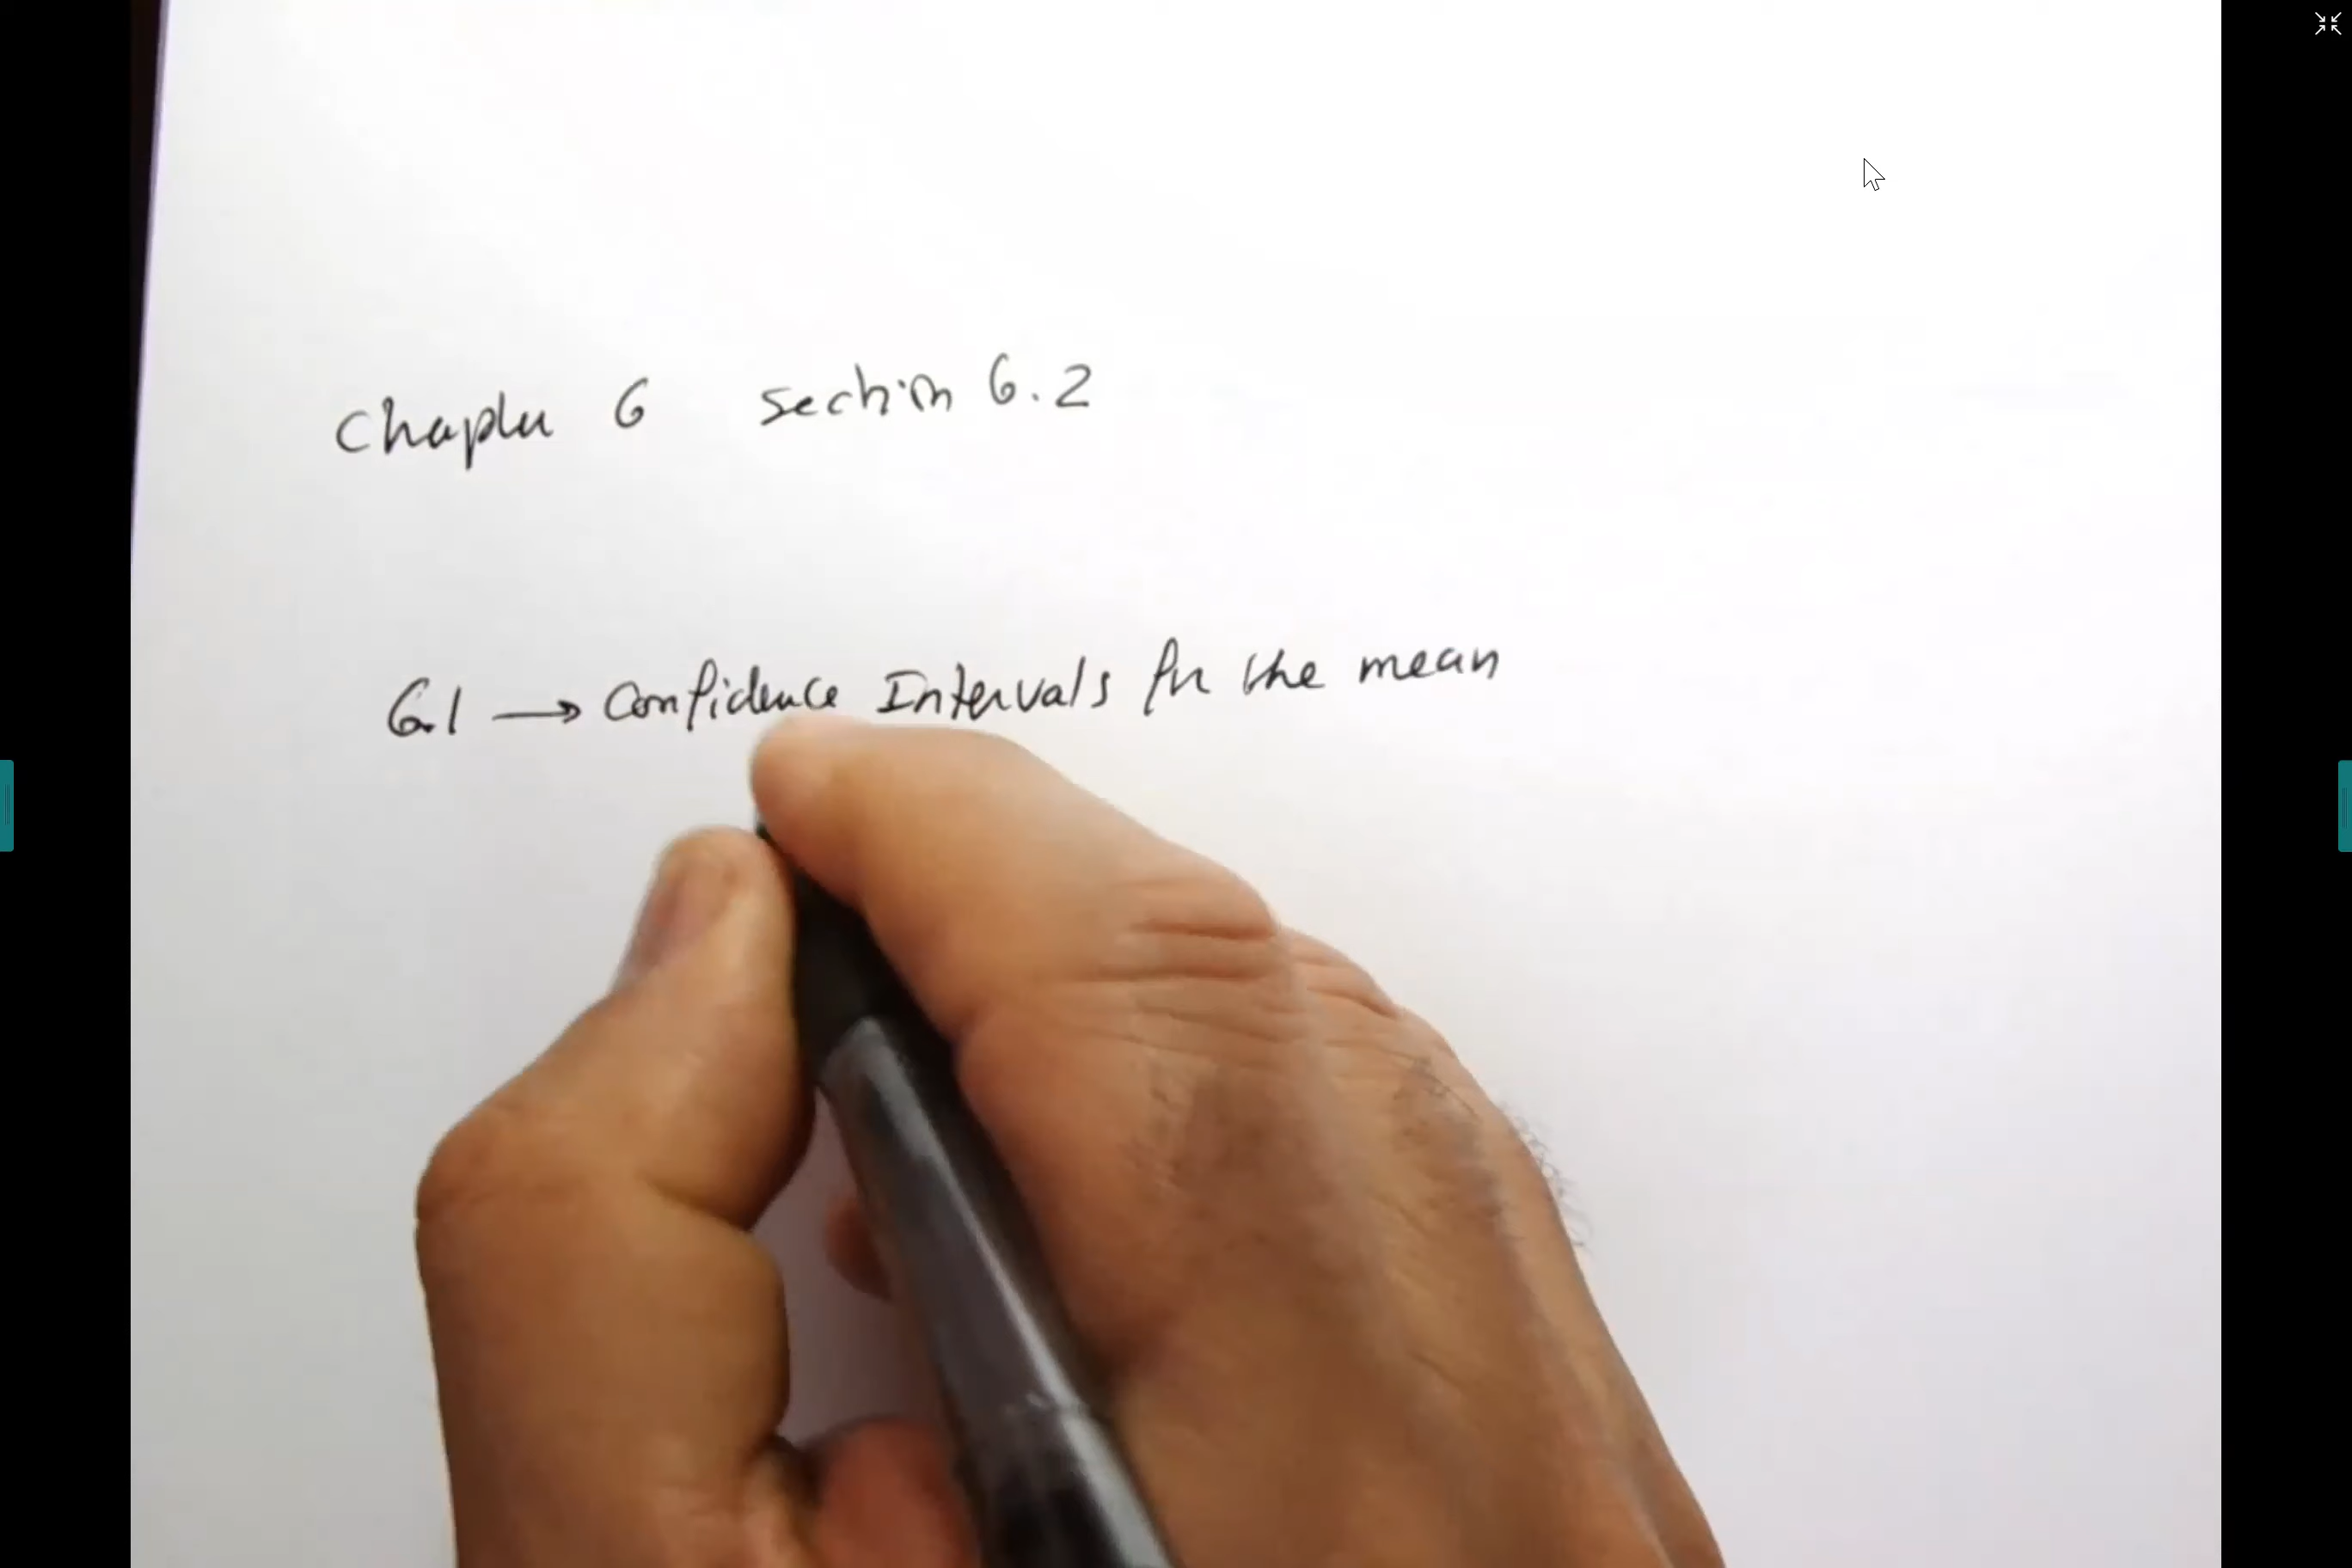 Chapter 6 section 6.2
6.1 → Confidence Intervals for the mean